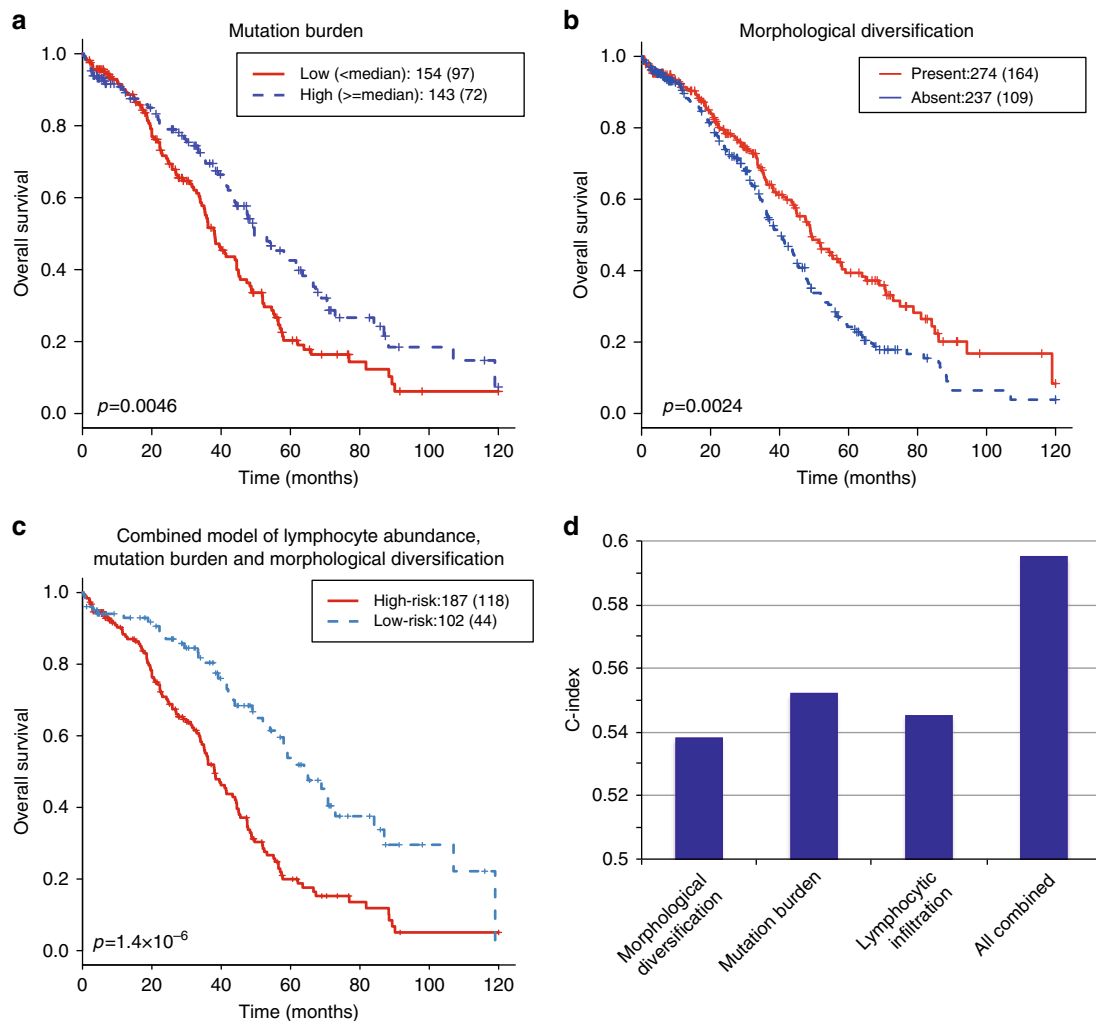 a
Mutation burden
Low (<median): 154 (97)
High (>=median): 143 (72)
1.0
0.8
0.6
0.4
0.2
0.0
Overall survival
p=0.0046
0 20 40 60 80 100 120
Time (months)
b
Morphological diversification
Present:274 (164)
Absent:237 (109)
1.0
0.8
0.6
0.4
0.2
0.0
Overall survival
p=0.0024
0 20 40 60 80 100 120
Time (months)
c
Combined model of lymphocyte abundance,
mutation burden and morphological diversification
High-risk:187 (118)
Low-risk:102 (44)
1.0
0.8
0.6
0.4
0.2
0.0
Overall survival
p=1.4×10⁻⁶
0 20 40 60 80 100 120
Time (months)
d
0.6
0.58
0.56
0.54
0.52
0.5
C-index
Morphological
diversification
Mutation burden
Lymphocytic
infiltration
All combined